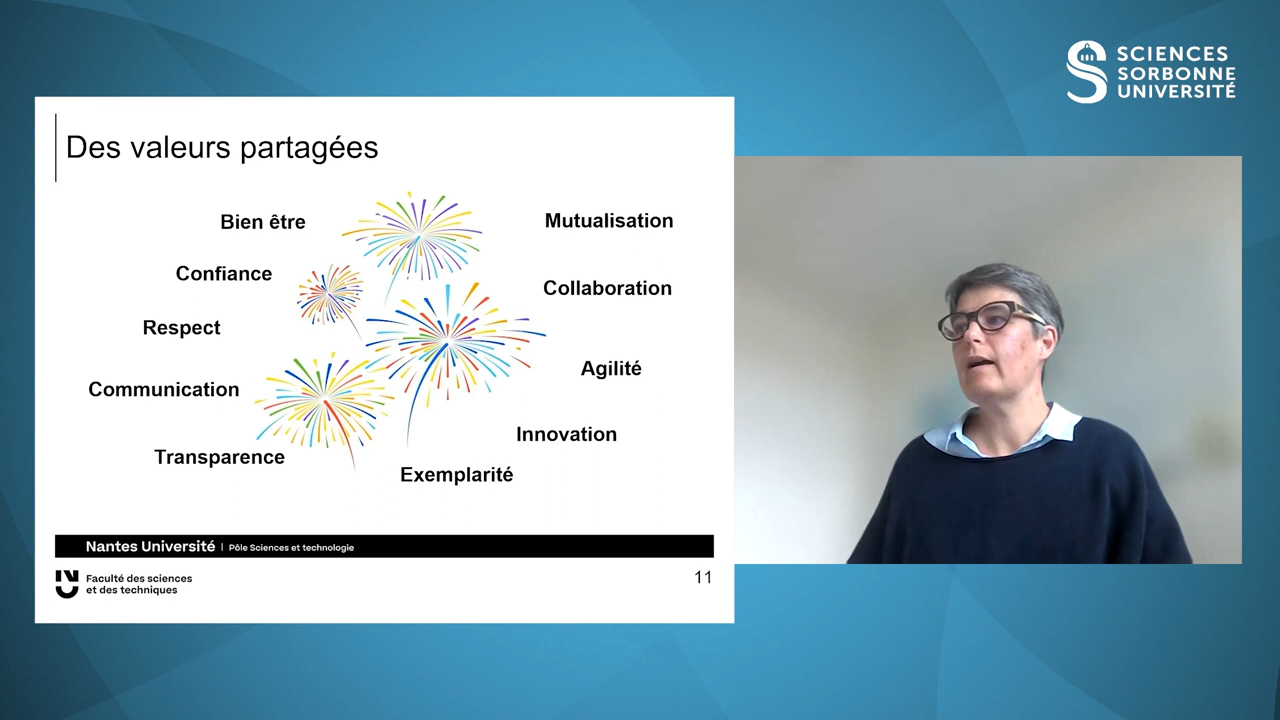 SCIENCES
SORBONNE
UNIVERSITÉ
Des valeurs partagées
Bien être
Mutualisation
Confiance
Collaboration
Respect
Agilité
Communication
Innovation
Transparence
Exemplarité
Nantes Université | Pôle Sciences et technologie
Faculté des sciences
et des techniques
11